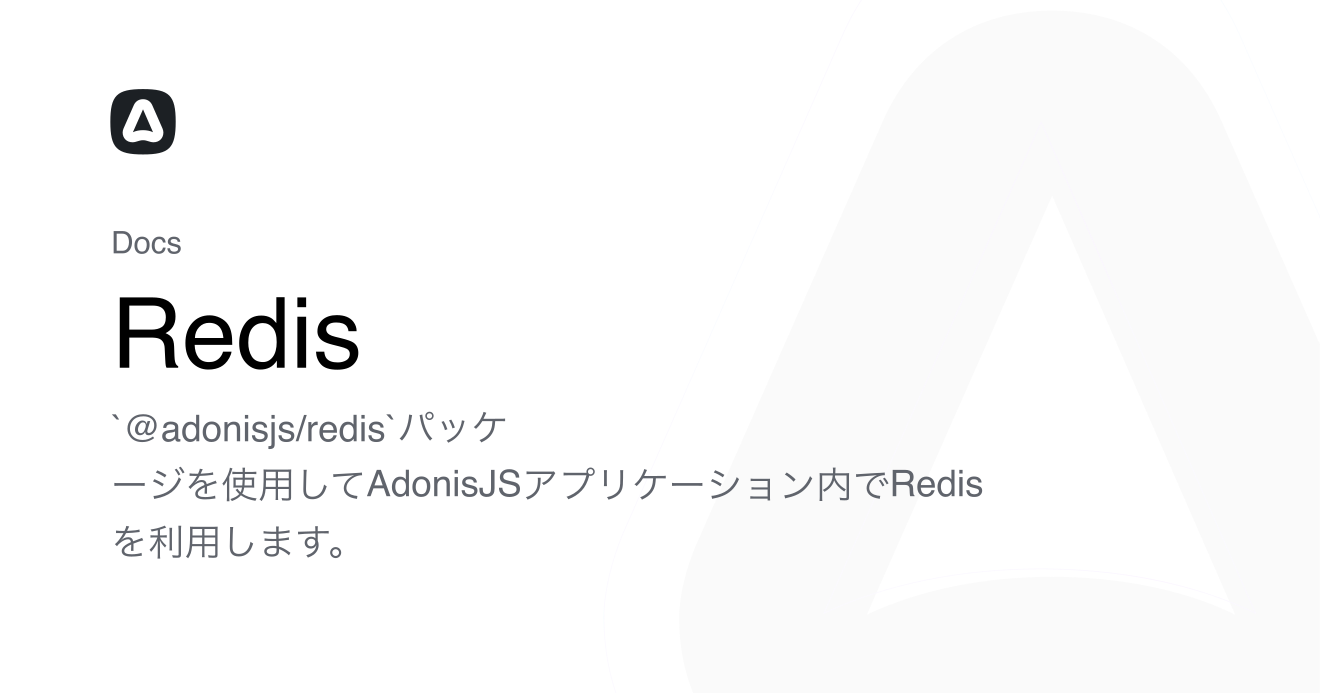 Docs
Redis
`@adonisjs/redis`パッケ
ージを使用してAdonisJSアプリケーション内でRedis
を利用します。